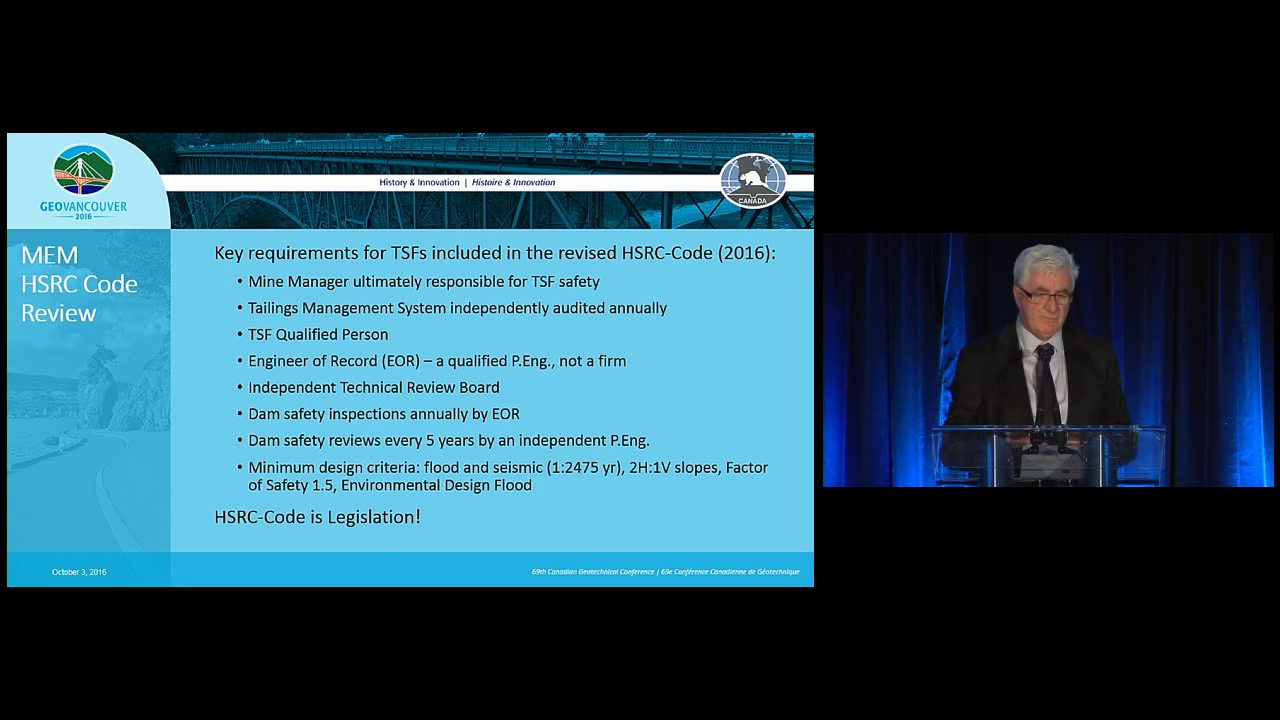 GEOVANCOUVER
2016
History & Innovation | Histoire & Innovation
CANADA
MEM
HSRC Code
Review
Key requirements for TSFs included in the revised HSRC-Code (2016):
• Mine Manager ultimately responsible for TSF safety
• Tailings Management System independently audited annually
• TSF Qualified Person
• Engineer of Record (EOR) – a qualified P.Eng., not a firm
• Independent Technical Review Board
• Dam safety inspections annually by EOR
• Dam safety reviews every 5 years by an independent P.Eng.
• Minimum design criteria: flood and seismic (1:2475 yr), 2H:1V slopes, Factor
of Safety 1.5, Environmental Design Flood
HSRC-Code is Legislation!
October 3, 2016
69th Canadian Geotechnical Conference | 69e Conférence Canadienne de Géotechnique